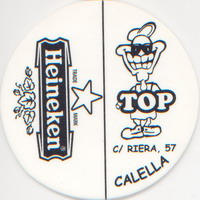 Heineken®
TRADE
MARK
TOP
C/ RIERA, 57
CALELLA